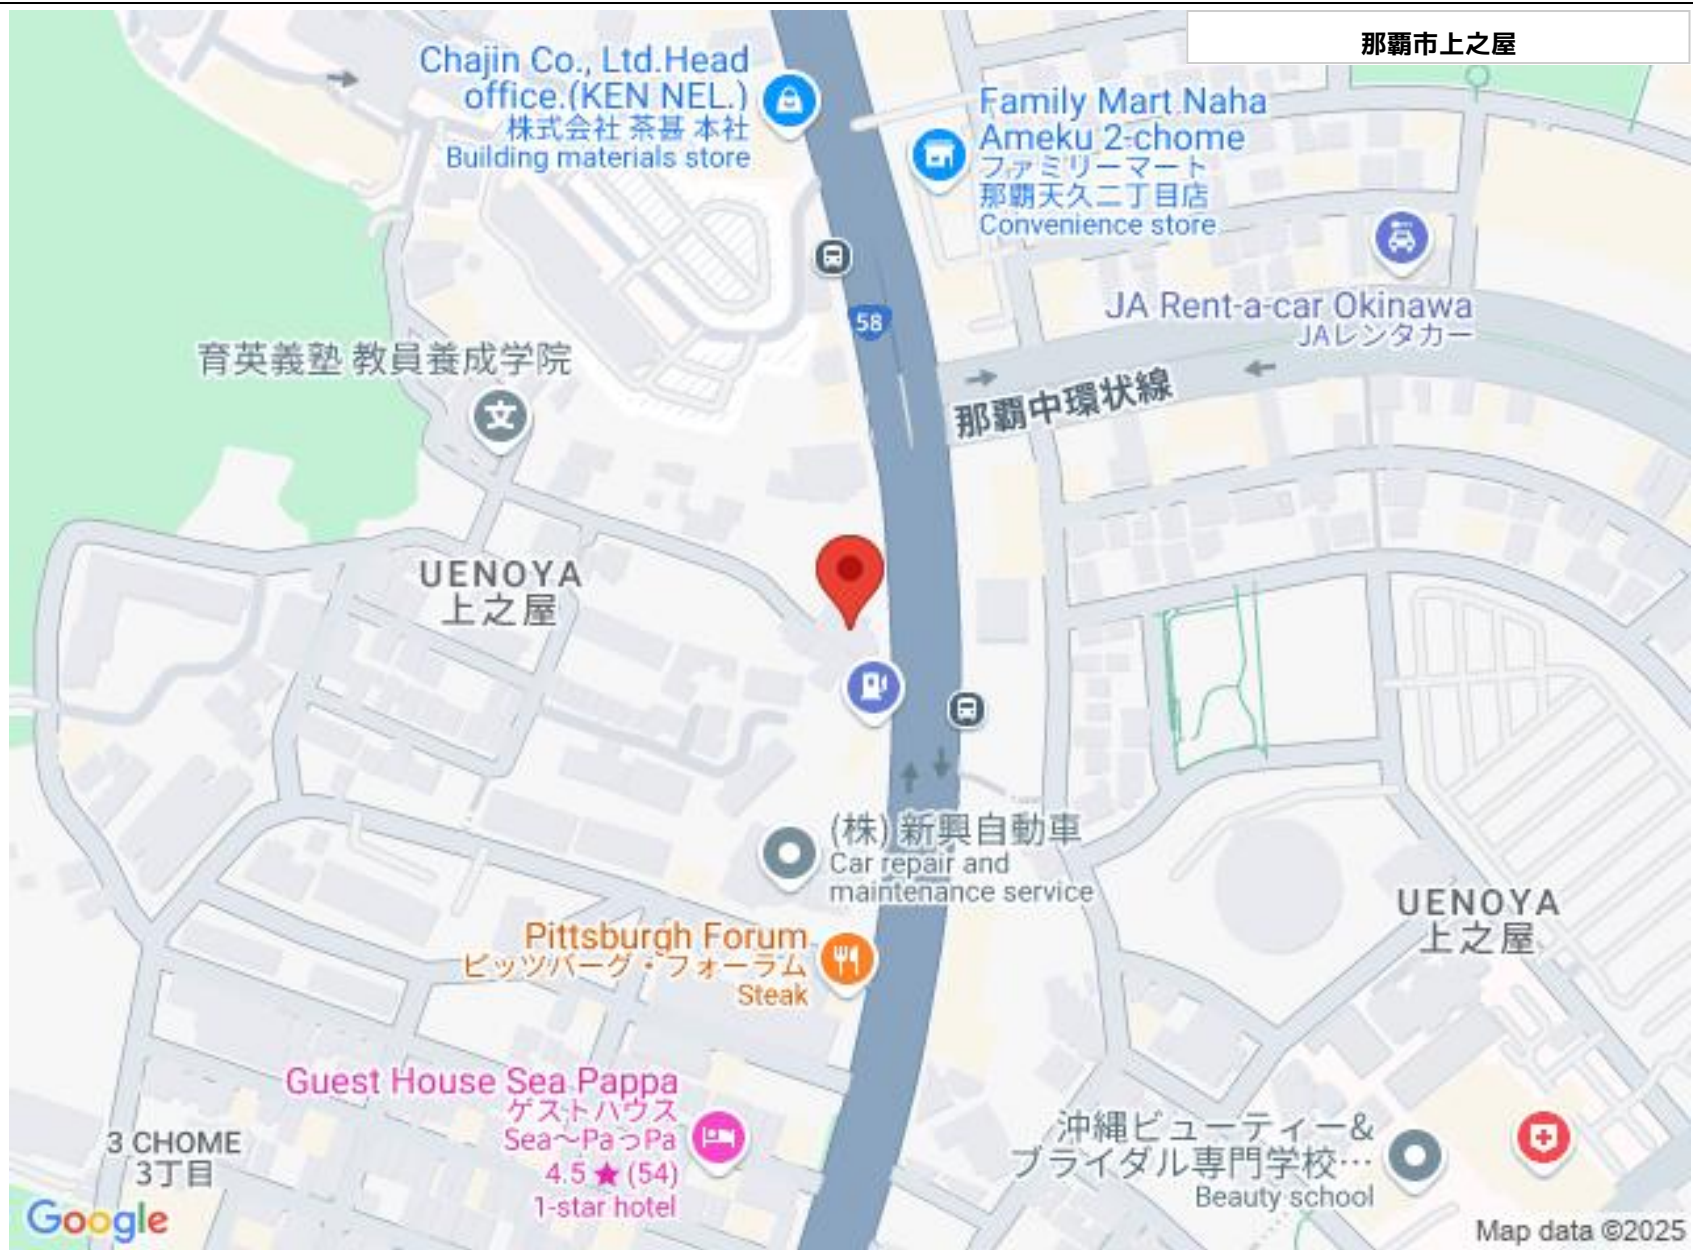 那覇市上之屋
Chajin Co., Ltd.Head
office.(KEN NEL.)
株式会社 茶甚 本社
Building materials store
Family Mart Naha
Ameku 2-chome
ファミリーマート
那覇天久二丁目店
Convenience store
58
JA Rent-a-car Okinawa
JAレンタカー
育英義塾 教員養成学院
文
那覇中環状線
UENOYA
上之屋
(株) 新興自動車
Car repair and
maintenance service
UENOYA
上之屋
Pittsburgh Forum
ピッツバーグ・フォーラム
Steak
Guest House Sea Pappa
ゲストハウス
Sea〜PaっPa
4.5 ★ (54)
1-star hotel
3 CHOME
3丁目
沖縄ビューティー&
ブライダル専門学校…
Beauty school
Google
Map data ©2025